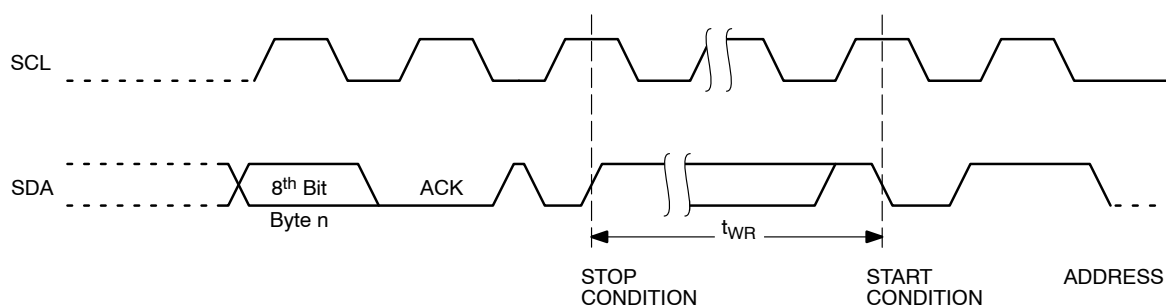 SCL
SDA
8th Bit
ACK
Byte n
tWR
STOP
CONDITION
START
CONDITION
ADDRESS